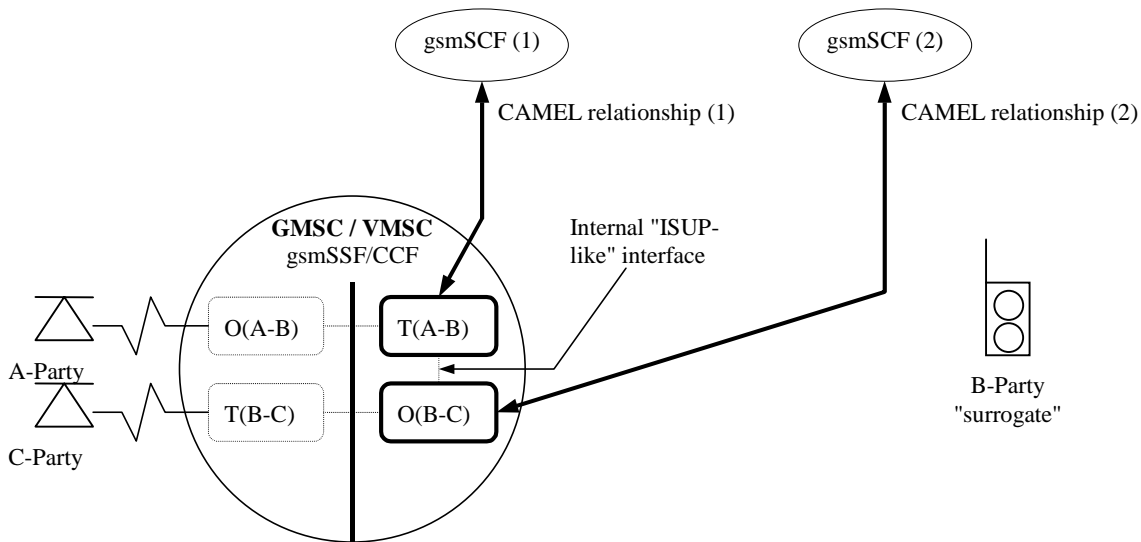 gsmSCF (1)
gsmSCF (2)
CAMEL relationship (1)
CAMEL relationship (2)
GMSC / VMSC
gsmSSF/CCF
Internal "ISUP-
like" interface
O(A-B)
T(A-B)
A-Party
T(B-C)
O(B-C)
C-Party
B-Party
"surrogate"